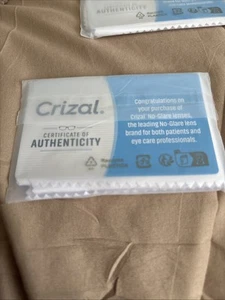 Crizal.
CERTIFICATE OF
AUTHENTICITY
Congratulations on
your purchase of
Crizal No-Glare lenses,
the leading No-Glare lens
brand for both patients and
eye care professionals.